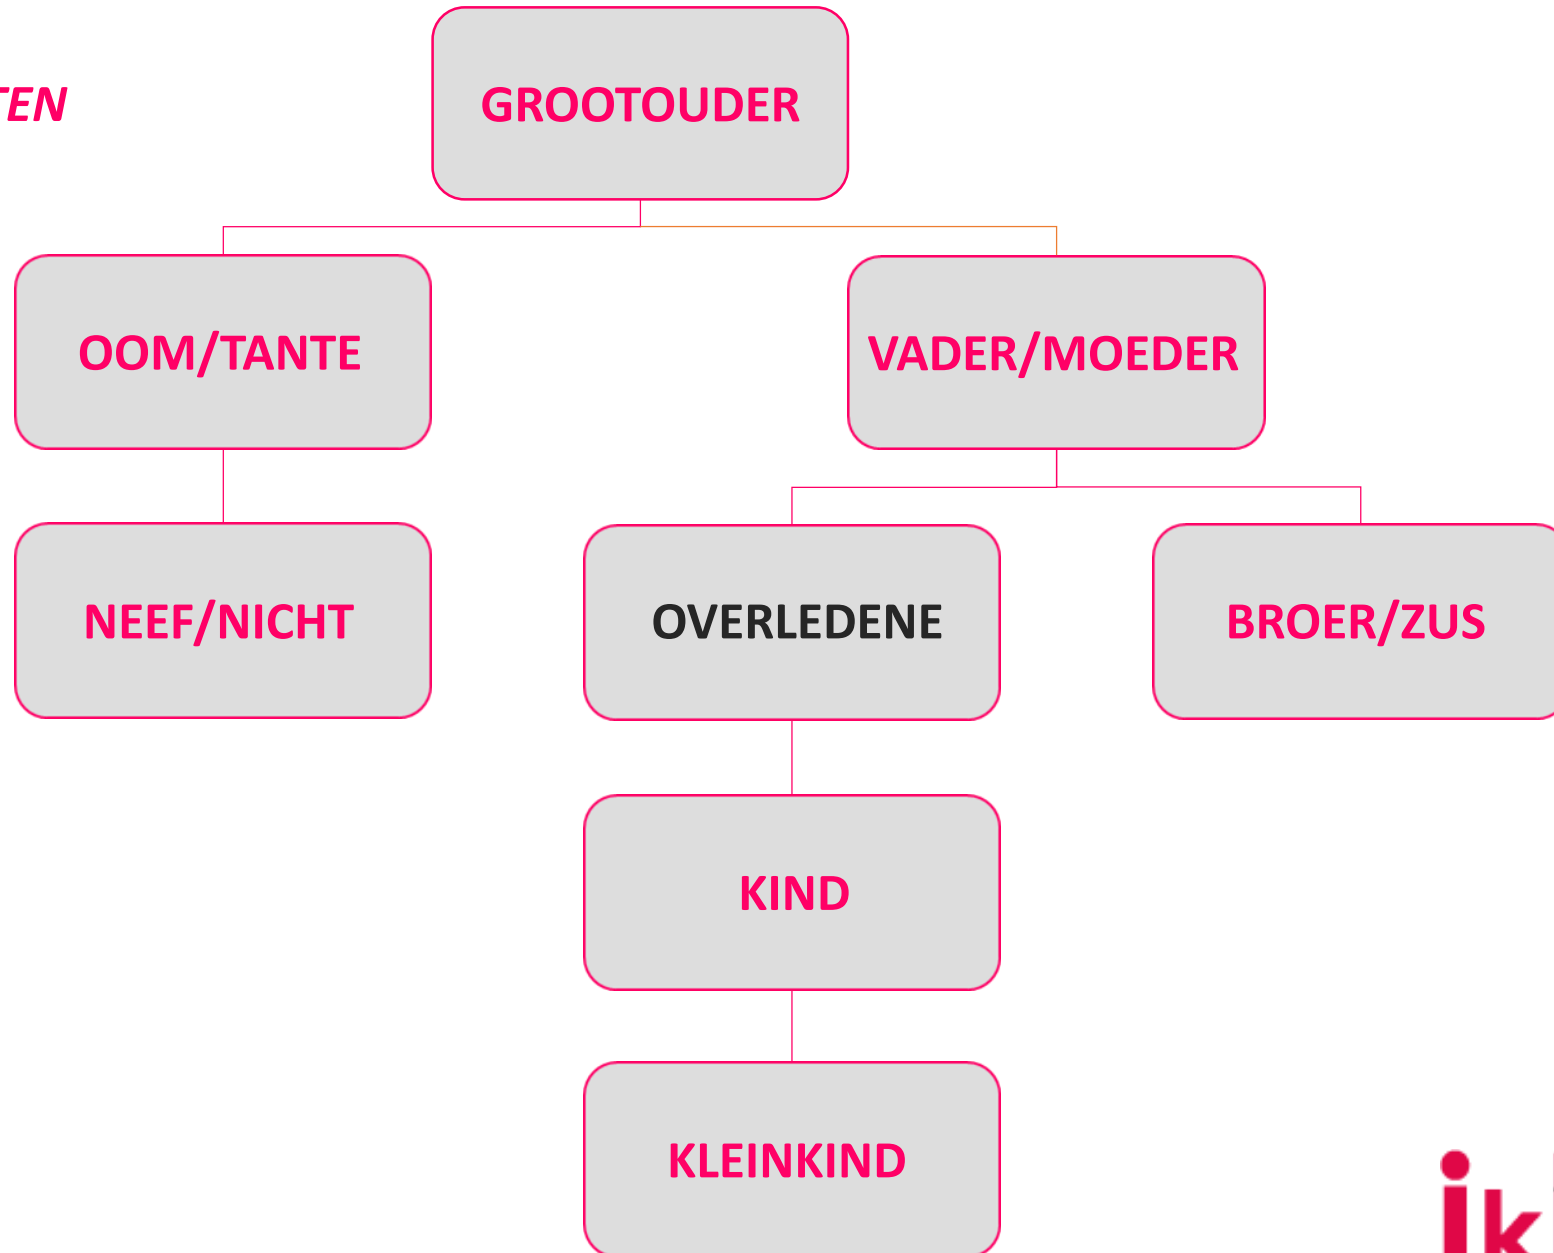 TEN
GROOTOUDER
OOM/TANTE
VADER/MOEDER
NEEF/NICHT
OVERLEDENE
BROER/ZUS
KIND
KLEINKIND
ik